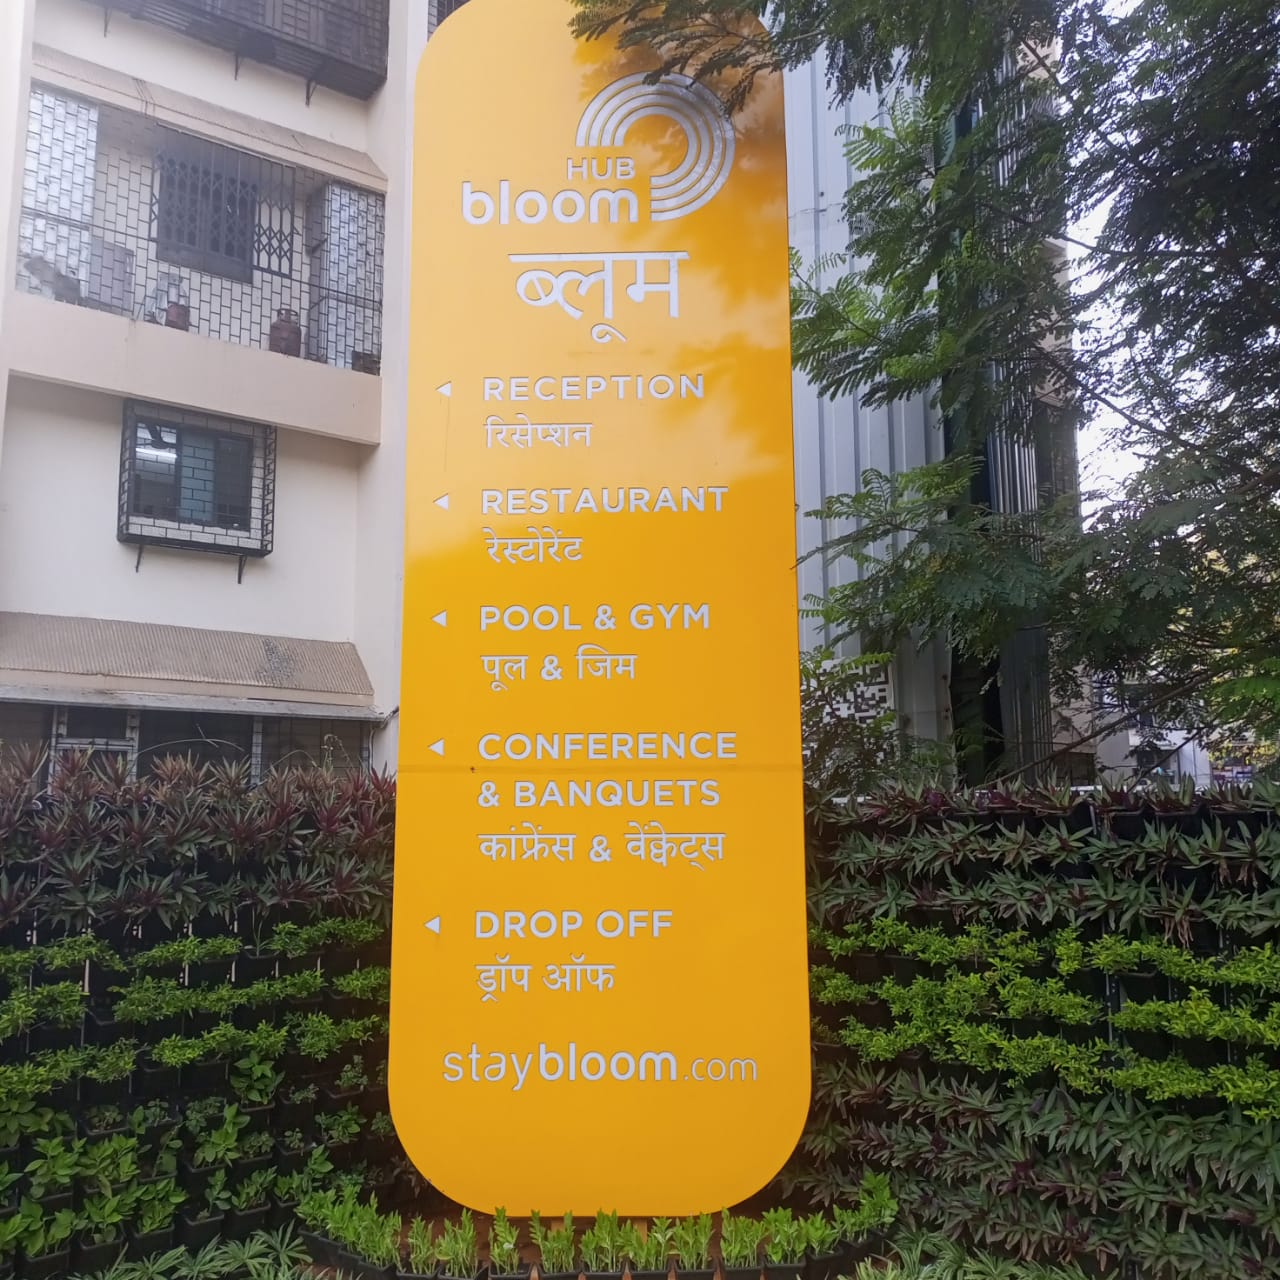 HUB
bloom
ब्लूम
RECEPTION
रिसेप्शन
RESTAURANT
रेस्टोरेंट
POOL & GYM
पूल & जिम
CONFERENCE
& BANQUETS
कांफ्रेंस & वेंक्वेट्स
DROP OFF
ड्रॉप ऑफ
staybloom.com